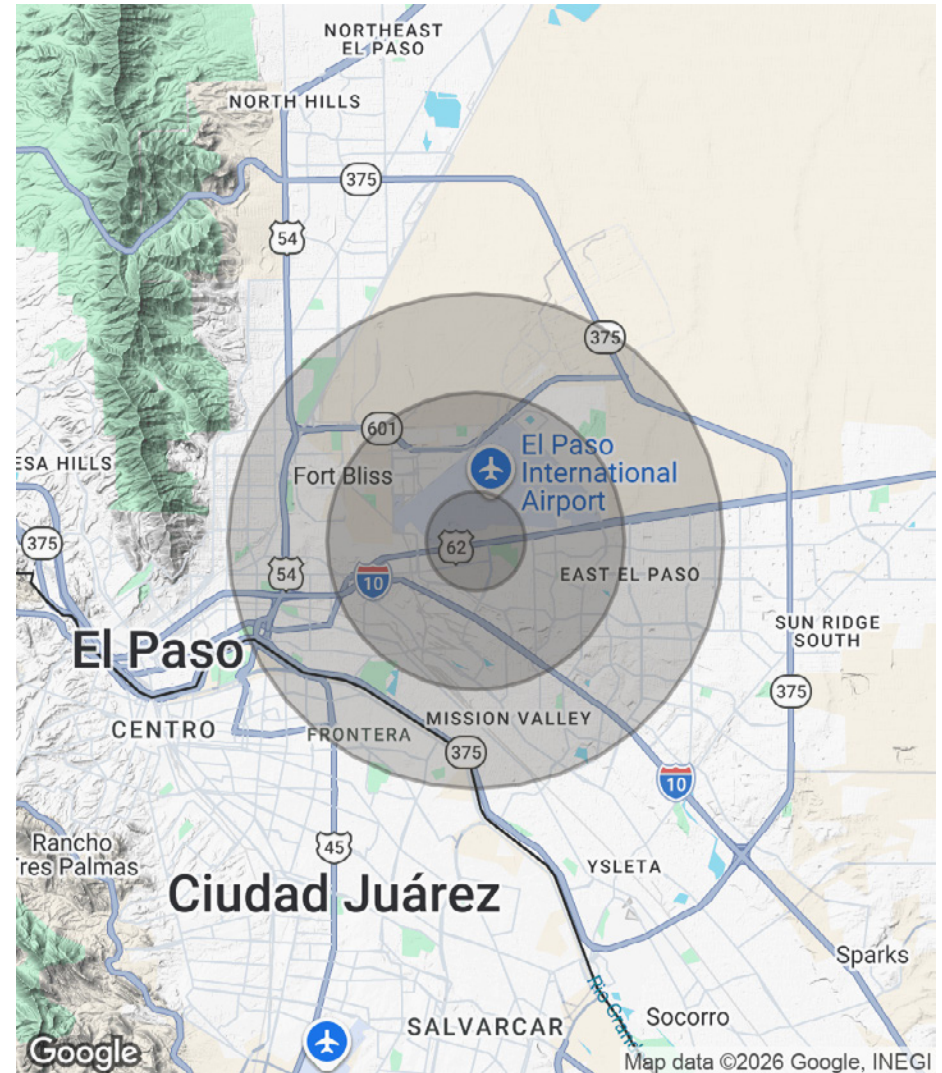 NORTHEAST
EL PASO
NORTH HILLS
375
54
375
601
ESA HILLS
Fort Bliss
El Paso
International
Airport
375
62
54
10
EAST EL PASO
SUN RIDGE
SOUTH
El Paso
375
CENTRO
FRONTERA
MISSION VALLEY
375
10
Rancho
Tres Palmas
45
YSLETA
Ciudad Juárez
Sparks
Rio Grand
Socorro
SALVARCAR
Google
Map data ©2026 Google, INEGI